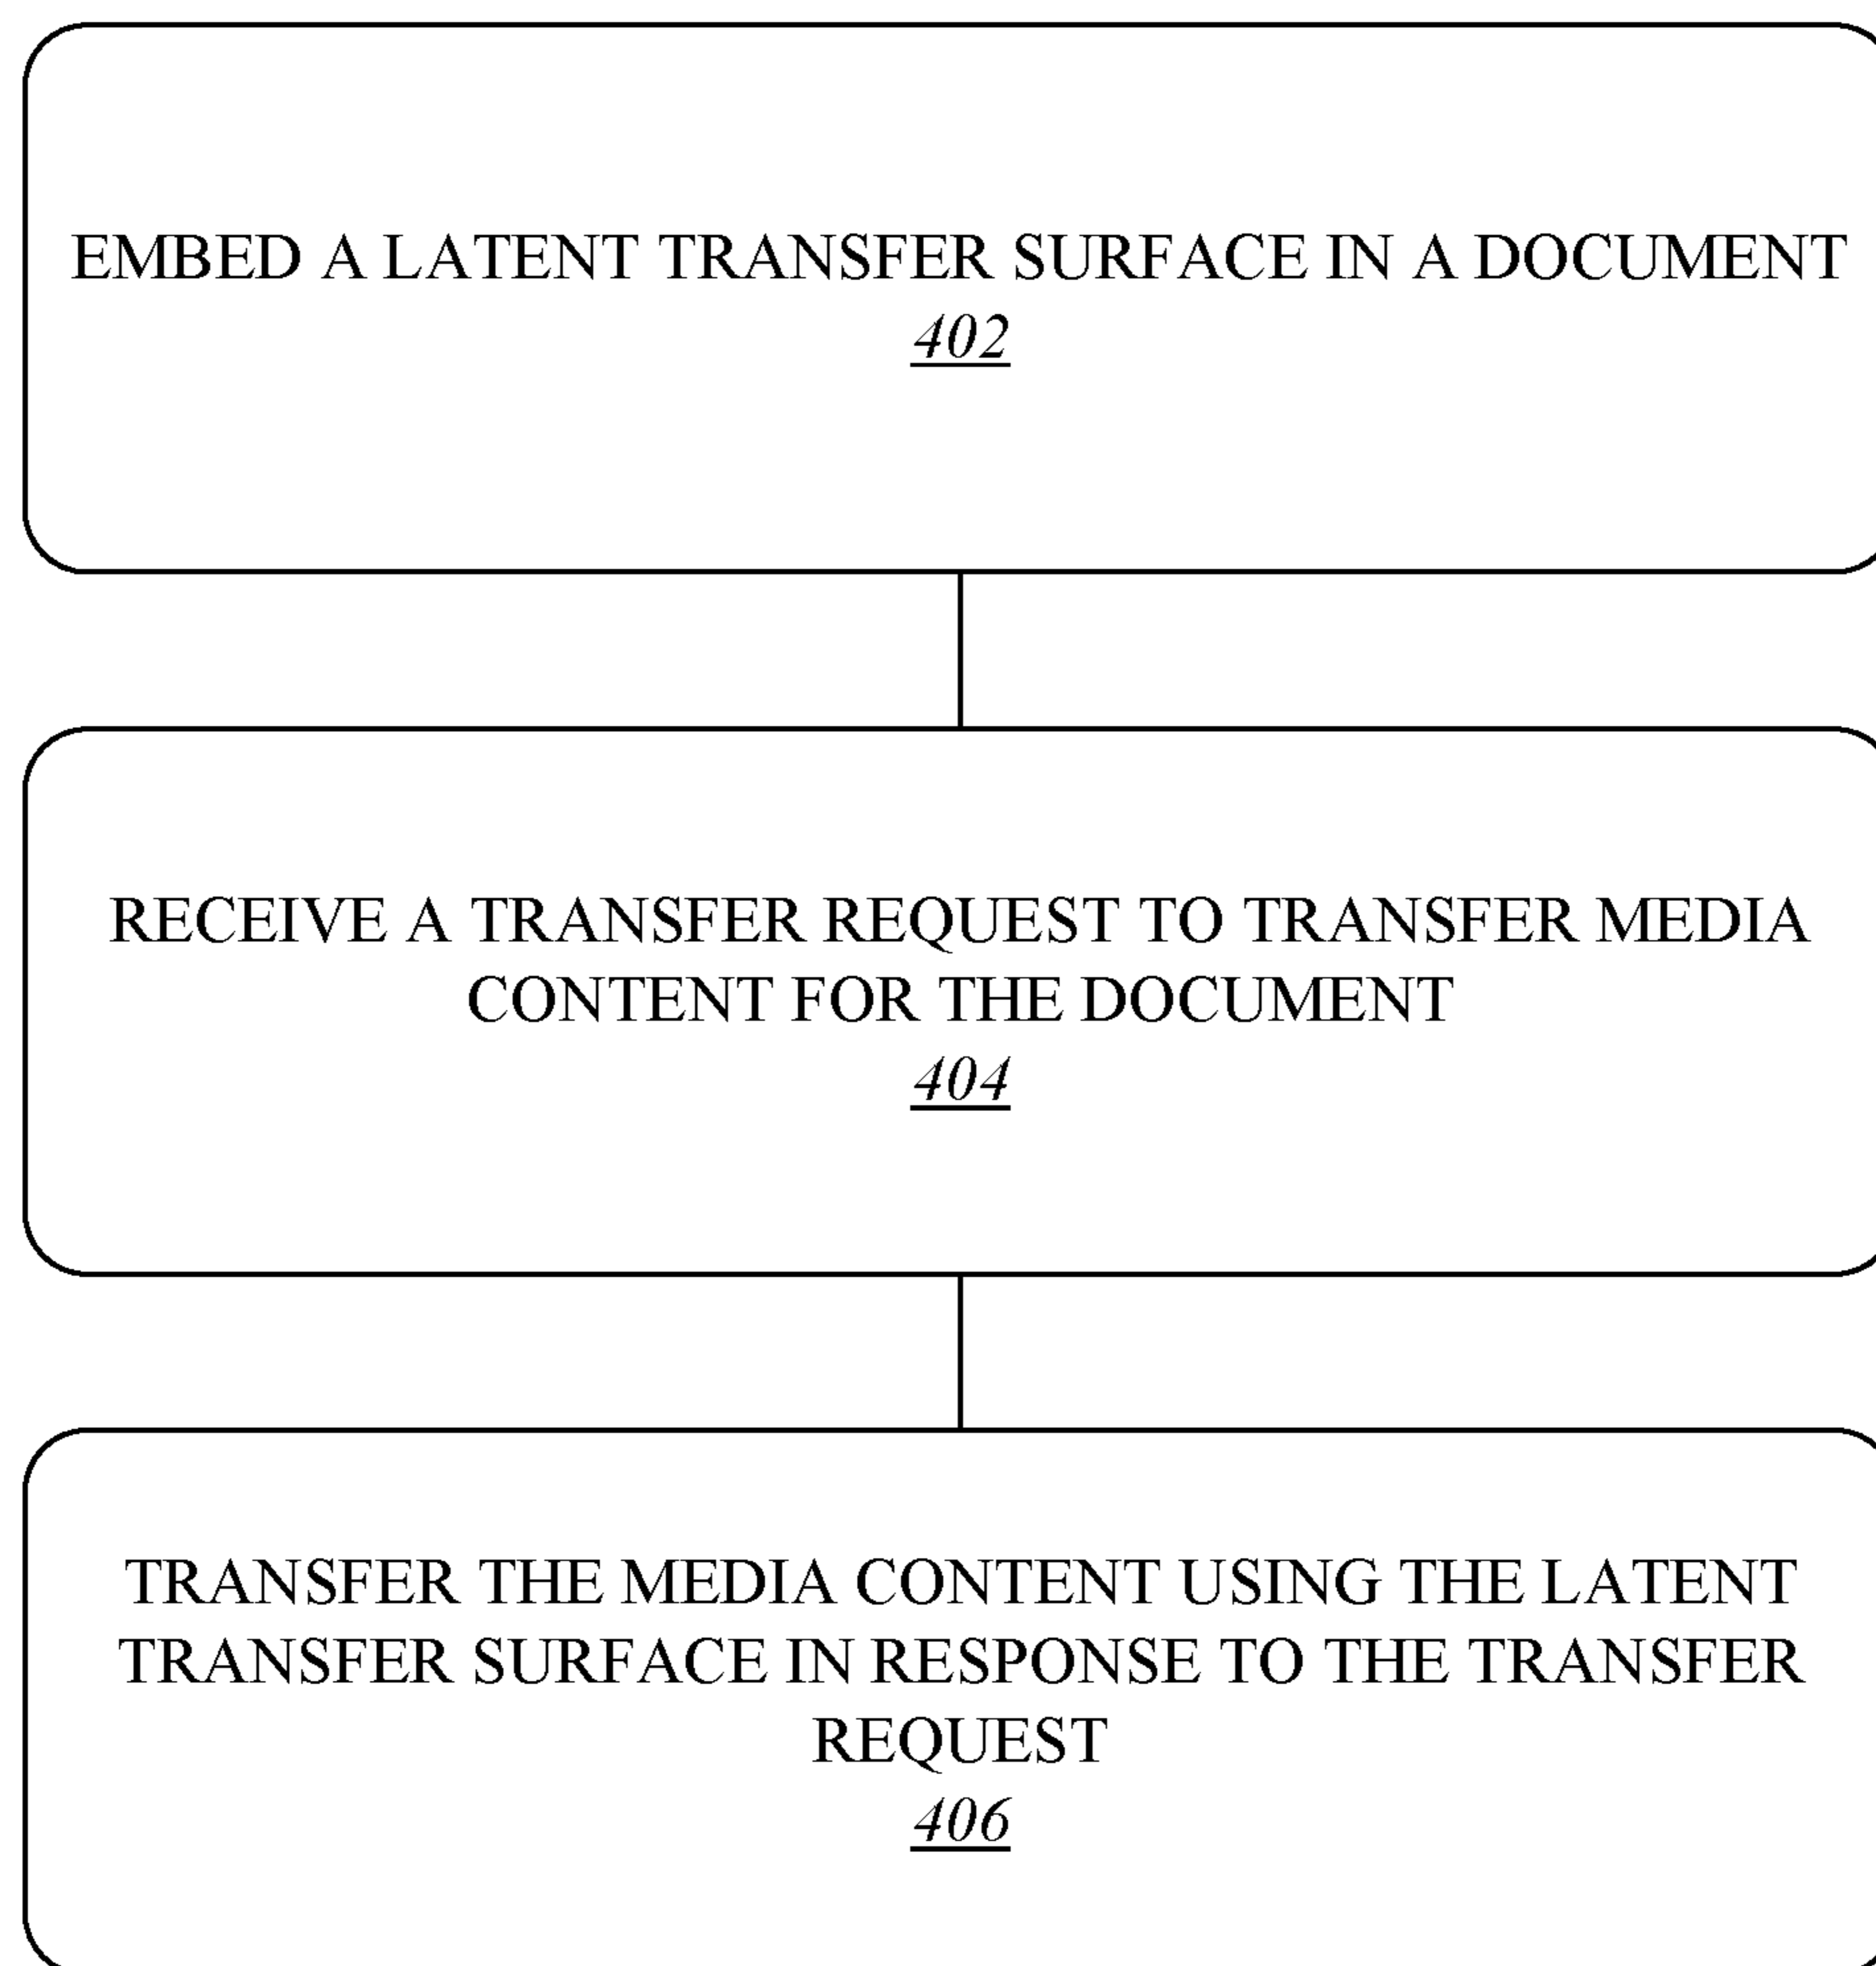 EMBED A LATENT TRANSFER SURFACE IN A DOCUMENT
402
RECEIVE A TRANSFER REQUEST TO TRANSFER MEDIA
CONTENT FOR THE DOCUMENT
404
TRANSFER THE MEDIA CONTENT USING THE LATENT
TRANSFER SURFACE IN RESPONSE TO THE TRANSFER
REQUEST
406